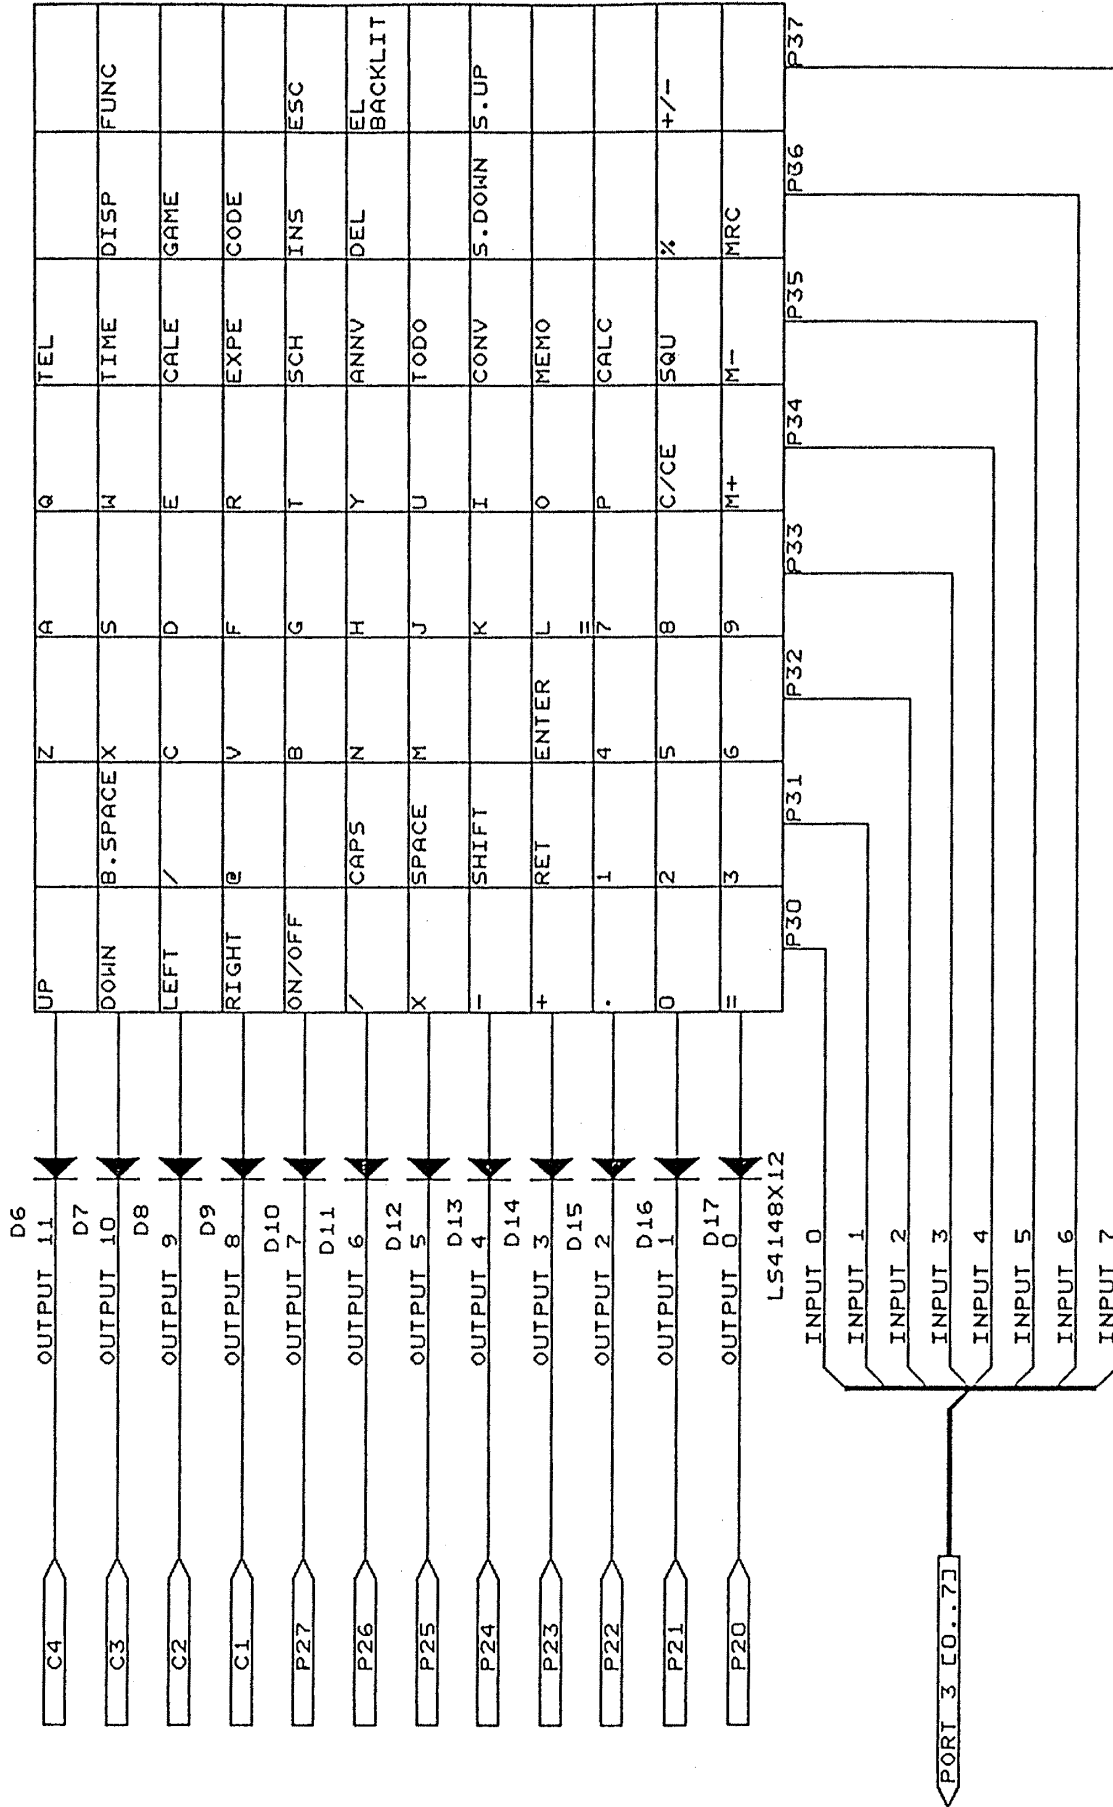 D6
C4 OUTPUT 11 UP Z A Q TEL
D7
C3 OUTPUT 10 DOWN B.SPACE X S W TIME DISP FUNC
D8
C2 OUTPUT 9 LEFT / C D E CALE GAME
D9
C1 OUTPUT 8 RIGHT @ V F R EXPE CODE
D10
P27 OUTPUT 7 ON/OFF B G T SCH INS ESC
D11
P26 OUTPUT 6 / CAPS N H Y ANNV DEL EL
BACKLIT
D12
P25 OUTPUT 5 X SPACE M J U TODO
D13
P24 OUTPUT 4 - SHIFT K I CONV S.DOWN S.UP
D14
P23 OUTPUT 3 + RET ENTER L O MEMO
=
D15
P22 OUTPUT 2 . 1 4 7 P CALC
D16
P21 OUTPUT 1 0 2 5 8 C/CE SQU % +/-
D17
P20 OUTPUT 0 = 3 6 9 M+ M- MRC
LS4148X12
P30 P31 P32 P33 P34 P35 P36 P37
INPUT 0
INPUT 1
INPUT 2
INPUT 3
PORT 3 [0..7]
INPUT 4
INPUT 5
INPUT 6
INPUT 7